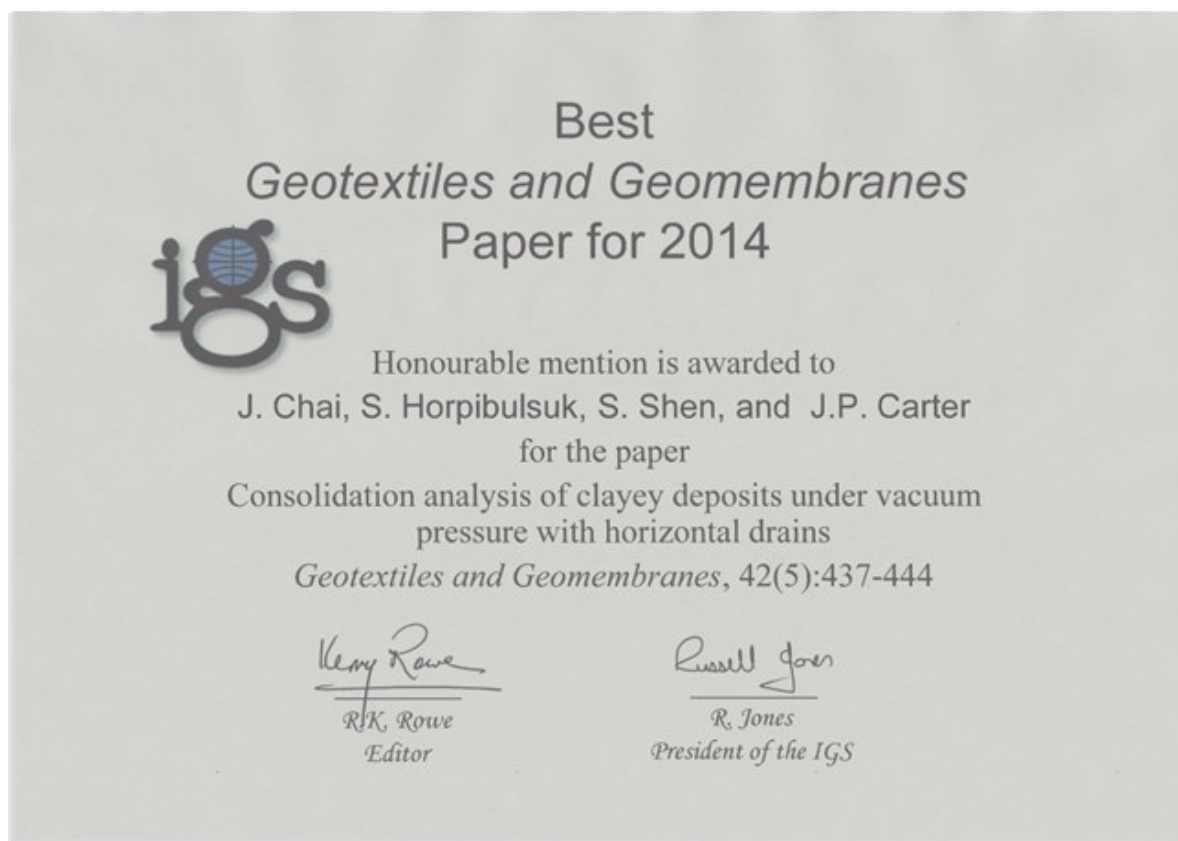 Best
Geotextiles and Geomembranes
Paper for 2014
igs
Honourable mention is awarded to
J. Chai, S. Horpibulsuk, S. Shen, and J.P. Carter
for the paper
Consolidation analysis of clayey deposits under vacuum
pressure with horizontal drains
Geotextiles and Geomembranes, 42(5):437-444
Kerry Rowe
Russell Jones
R.K. Rowe
R. Jones
Editor
President of the IGS